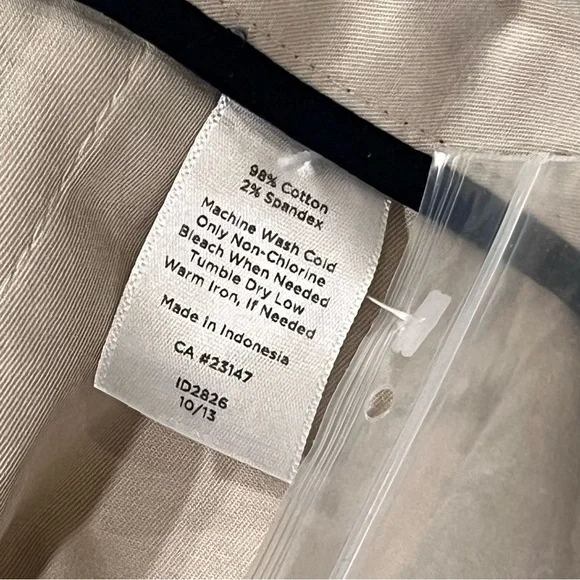 98% Cotton
2% Spandex
Machine Wash Cold
Only Non-Chlorine
Bleach When Needed
Tumble Dry Low
Warm Iron, If Needed
Made in Indonesia
CA #23147
ID2826
10/13